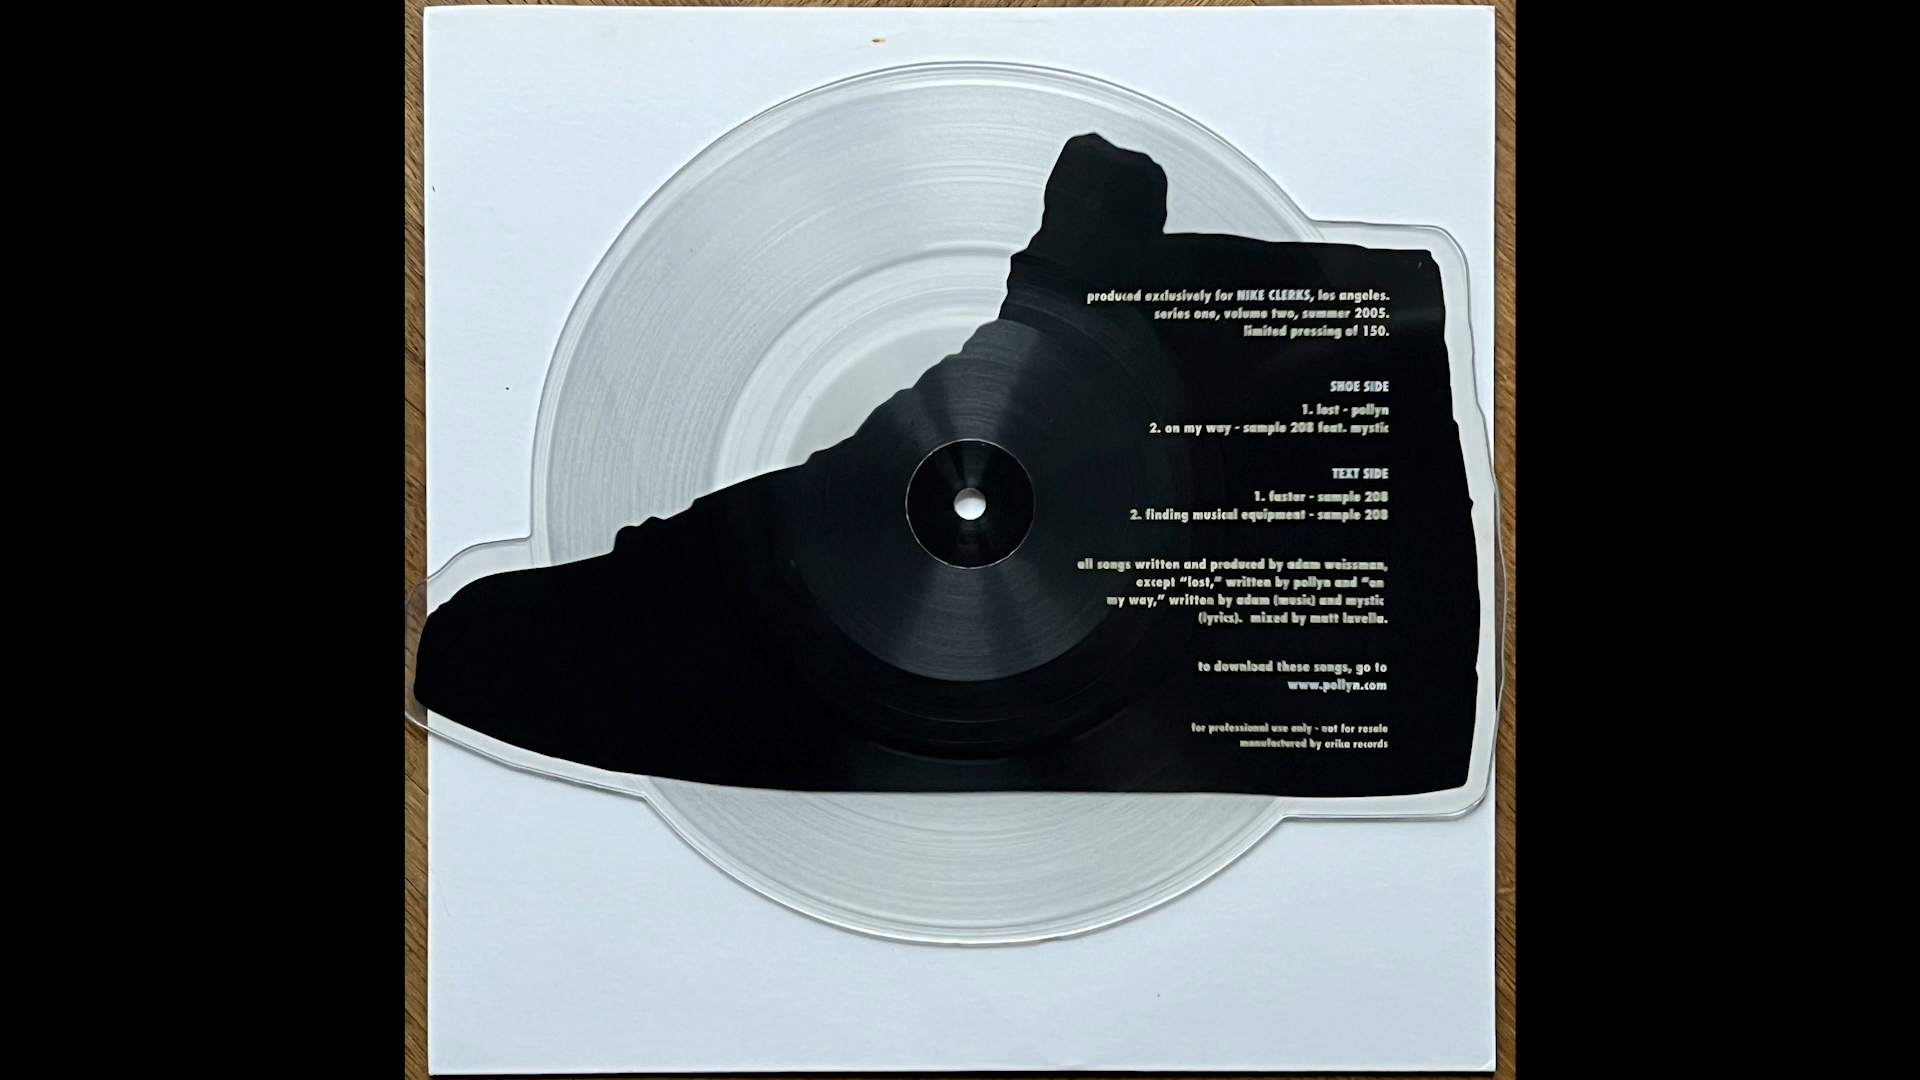 produced exclusively for NIKE CLERKS, los angeles.
series one, volume two, summer 2005.
limited pressing of 150.
SHOE SIDE
1. lost - pollyn
2. on my way - sample 208 feat. mystic
TEXT SIDE
1. faster - sample 208
2. finding musical equipment - sample 208
all songs written and produced by adam weissman,
except "lost," written by pollyn and "on
my way," written by adam (music) and mystic
(lyrics). mixed by matt lavella.
to download these songs, go to
www.pollyn.com
for professional use only - not for resale
manufactured by erika records